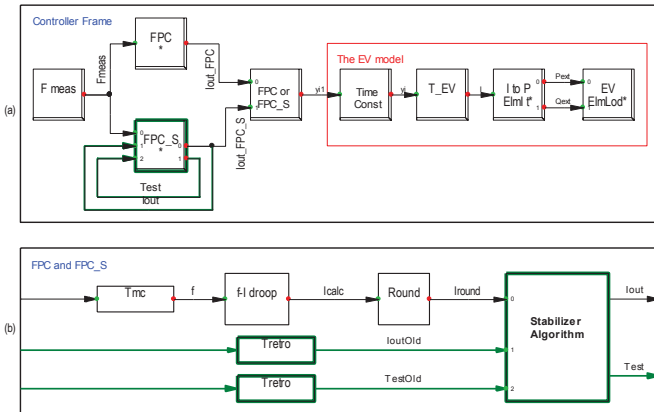 Controller Frame
(a)
F meas
Fmeas
FPC
*
Iout_FPC
0
1
2
FPC_S
*
0
1
Test
Iout
Iout_FPC_S
0
1
FPC or
FPC_S
yi1
The EV model
Time
Const
yi
T_EV
I
I to P
ElmI t*
0
1
Pext
Qext
0
1
EV
ElmLod*
(b)
FPC and FPC_S
Tmc
f
f-I droop
Icalc
Round
Iround
0
Tretro
IoutOld
1
Tretro
TestOld
2
Stabilizer
Algorithm
Iout
Test